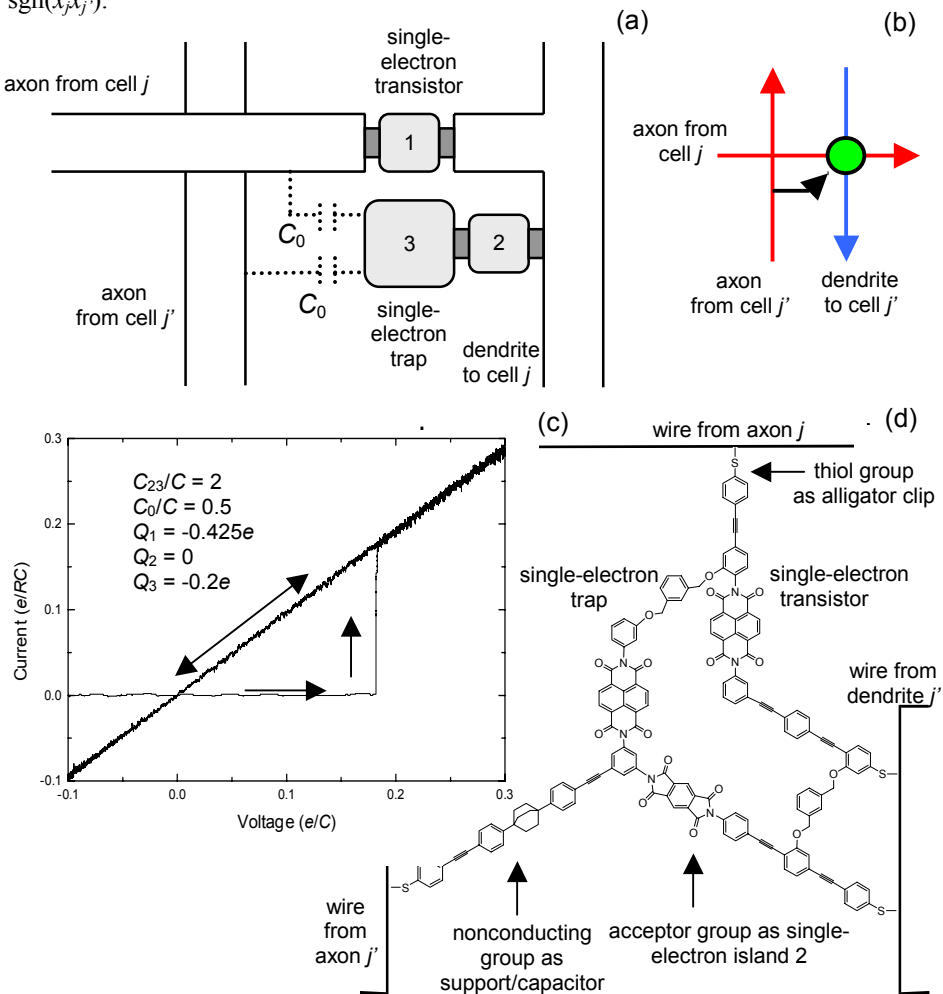 sgn(xⱼxⱼ’).
(a)
single-
electron
transistor
axon from cell j
1
C₀
3
2
C₀
axon
from cell j’
single-
electron
trap
dendrite
to cell j
(b)
axon from
cell j
axon
from cell j’
dendrite
to cell j’
(c)
0.3
0.2
0.1
0.0
-0.1
Current (e/RC)
C₂₃/C = 2
C₀/C = 0.5
Q₁ = -0.425e
Q₂ = 0
Q₃ = -0.2e
-0.1 0.0 0.1 0.2 0.3
Voltage (e/C)
(d)
wire from axon j
S
thiol group
as alligator clip
single-electron
trap
single-electron
transistor
O
O
O N O
O N O
O N O
O N O
wire from
dendrite j’
S
O
O
O N O
O N O
S
S
wire
from
axon j’
nonconducting
group as
support/capacitor
acceptor group as single-
electron island 2